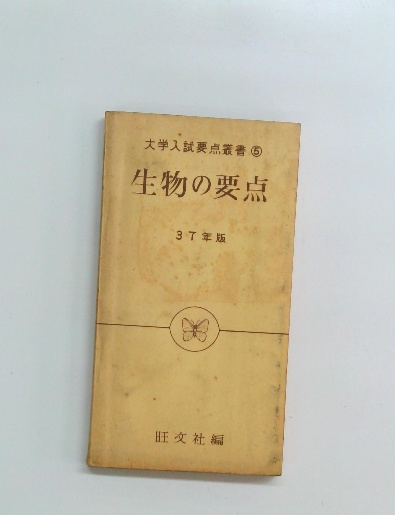 大学入試要点叢書 ⑤
生物の要点
37年版
旺文社編